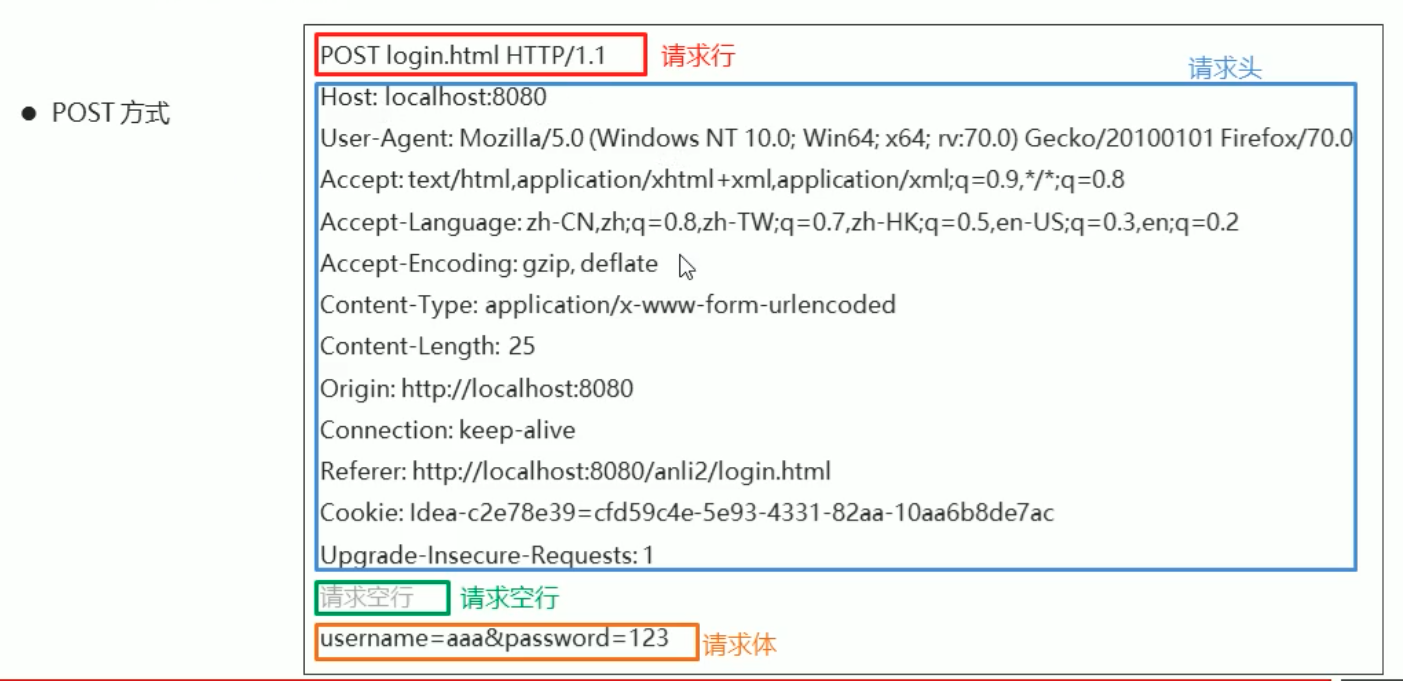 POST login.html HTTP/1.1 请求行
请求头
● POST 方式
Host: localhost:8080
User-Agent: Mozilla/5.0 (Windows NT 10.0; Win64; x64; rv:70.0) Gecko/20100101 Firefox/70.0
Accept: text/html,application/xhtml+xml,application/xml;q=0.9,*/*;q=0.8
Accept-Language: zh-CN,zh;q=0.8,zh-TW;q=0.7,zh-HK;q=0.5,en-US;q=0.3,en;q=0.2
Accept-Encoding: gzip, deflate
Content-Type: application/x-www-form-urlencoded
Content-Length: 25
Origin: http://localhost:8080
Connection: keep-alive
Referer: http://localhost:8080/anli2/login.html
Cookie: Idea-c2e78e39=cfd59c4e-5e93-4331-82aa-10aa6b8de7ac
Upgrade-Insecure-Requests: 1
请求空行 请求空行
username=aaa&password=123 请求体